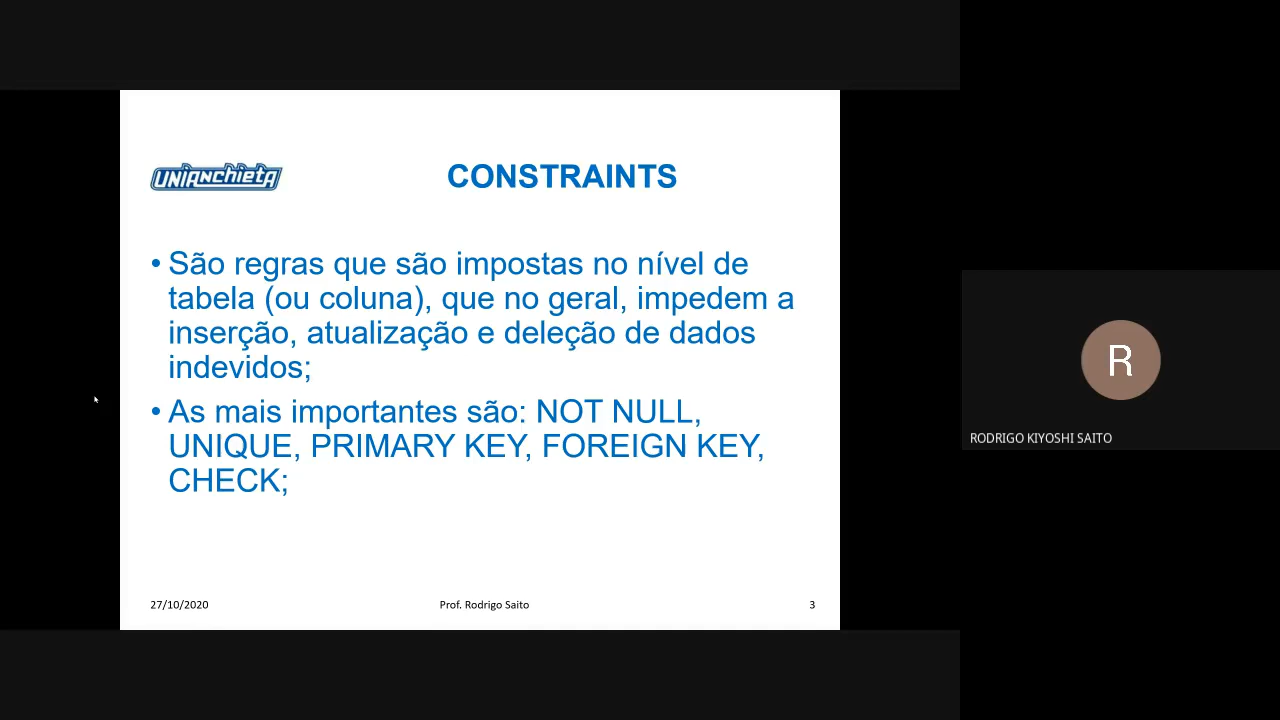 UNIANCHIETA
CONSTRAINTS
• São regras que são impostas no nível de
tabela (ou coluna), que no geral, impedem a
inserção, atualização e deleção de dados
indevidos;
• As mais importantes são: NOT NULL,
UNIQUE, PRIMARY KEY, FOREIGN KEY,
CHECK;
27/10/2020
Prof. Rodrigo Saito
3
R
RODRIGO KIYOSHI SAITO